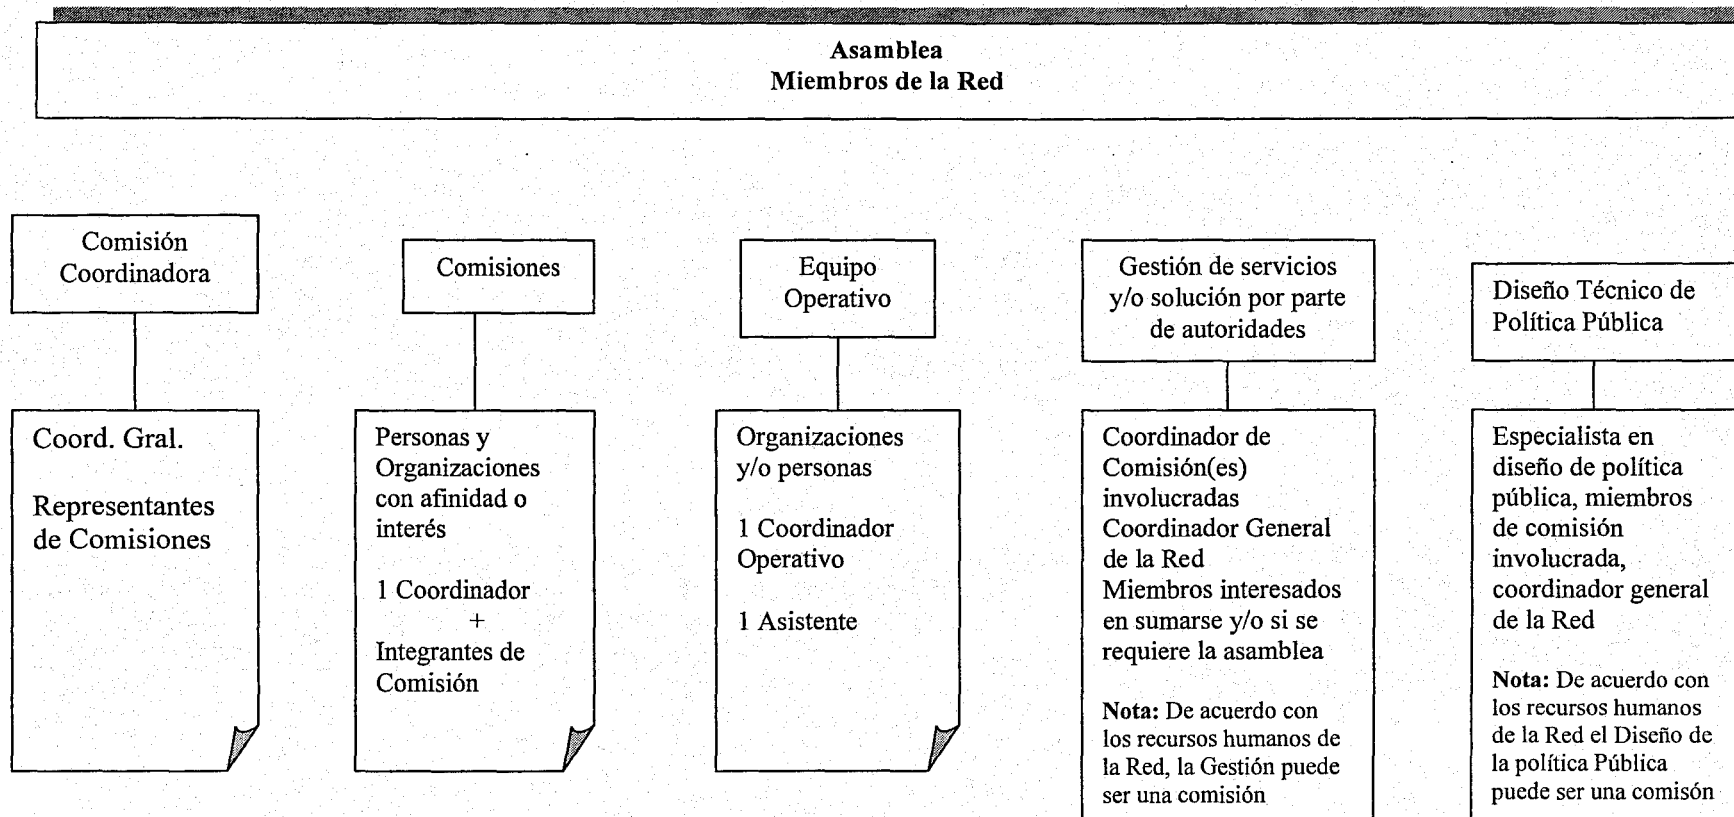 Asamblea
Miembros de la Red
Comisión
Coordinadora
Coord. Gral.
Representantes
de Comisiones
Comisiones
Personas y
Organizaciones
con afinidad o
interés
1 Coordinador
+
Integrantes de
Comisión
Equipo
Operativo
Organizaciones
y/o personas
1 Coordinador
Operativo
1 Asistente
Gestión de servicios
y/o solución por parte
de autoridades
Coordinador de
Comisión(es)
involucradas
Coordinador General
de la Red
Miembros interesados
en sumarse y/o si se
requiere la asamblea
Nota: De acuerdo con
los recursos humanos de
la Red, la Gestión puede
ser una comisión
Diseño Técnico de
Política Pública
Especialista en
diseño de política
pública, miembros
de comisión
involucrada,
coordinador general
de la Red
Nota: De acuerdo con
los recursos humanos
de la Red el Diseño de
la política Pública
puede ser una comisón